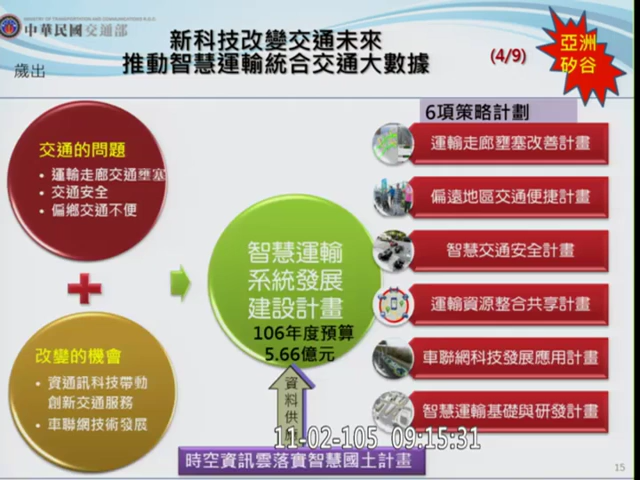 中華民國交通部
MINISTRY OF TRANSPORTATION AND COMMUNICATIONS R.O.C.
歲出
新科技改變交通未來
推動智慧運輸統合交通大數據
(4/9)
亞洲
矽谷
交通的問題
• 運輸走廊交通壅塞
• 交通安全
• 偏鄉交通不便
改變的機會
• 資通訊科技帶動
創新交通服務
• 車聯網技術發展
智慧運輸
系統發展
建設計畫
106年度預算
5.66億元
資料供
時空資訊雲落實智慧國土計畫
6項策略計劃
運輸走廊壅塞改善計畫
偏遠地區交通便捷計畫
智慧交通安全計畫
運輸資源整合共享計畫
車聯網科技發展應用計畫
智慧運輸基礎與研發計畫
11-02-105 09:15:31
15